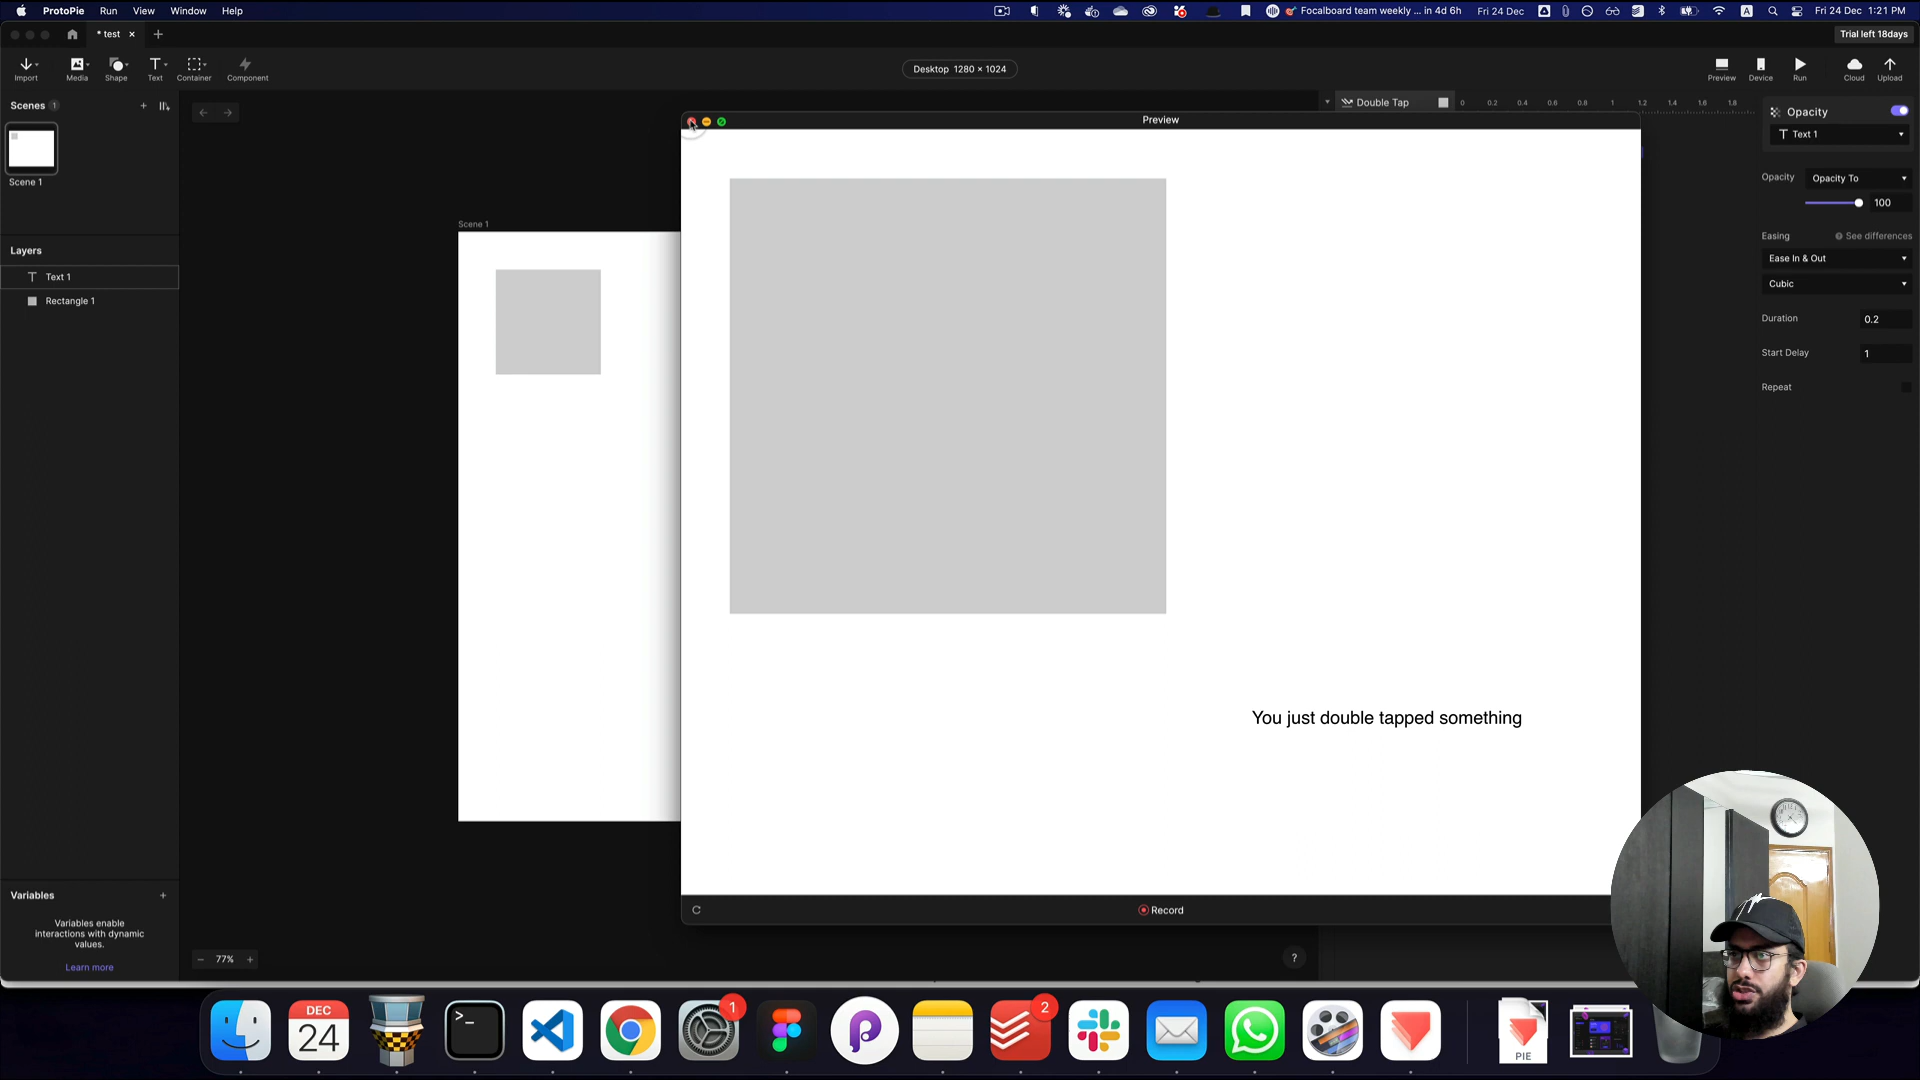 ProtoPie Run View Window Help
Focalboard team weekly ... in 4d 6h Fri 24 Dec Fri 24 Dec 1:21 PM
* test
Trial left 18days
Import Media Shape Text Container Component
Desktop 1280 × 1024
Preview Device Run Cloud Upload
Scenes 1
Double Tap 0 0.2 0.4 0.6 0.8 1 1.2 1.4 1.6 1.8
Opacity
Preview
Text 1
Scene 1
Opacity Opacity To
100
Scene 1
Easing See differences
Layers
Ease In & Out
Text 1
Cubic
Rectangle 1
Duration 0.2
Start Delay 1
Repeat
You just double tapped something
Variables
Record
Variables enable
interactions with dynamic
values.
Learn more
77%
?
DEC
24
1
2
PIE